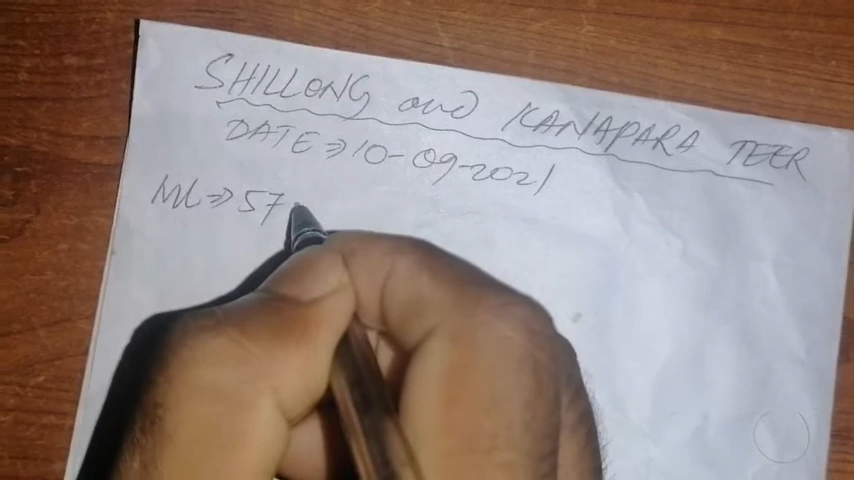 SHILLONG and KANAPARA TEER
DATE ⇒ 10-09-2021
ML ⇒ 57